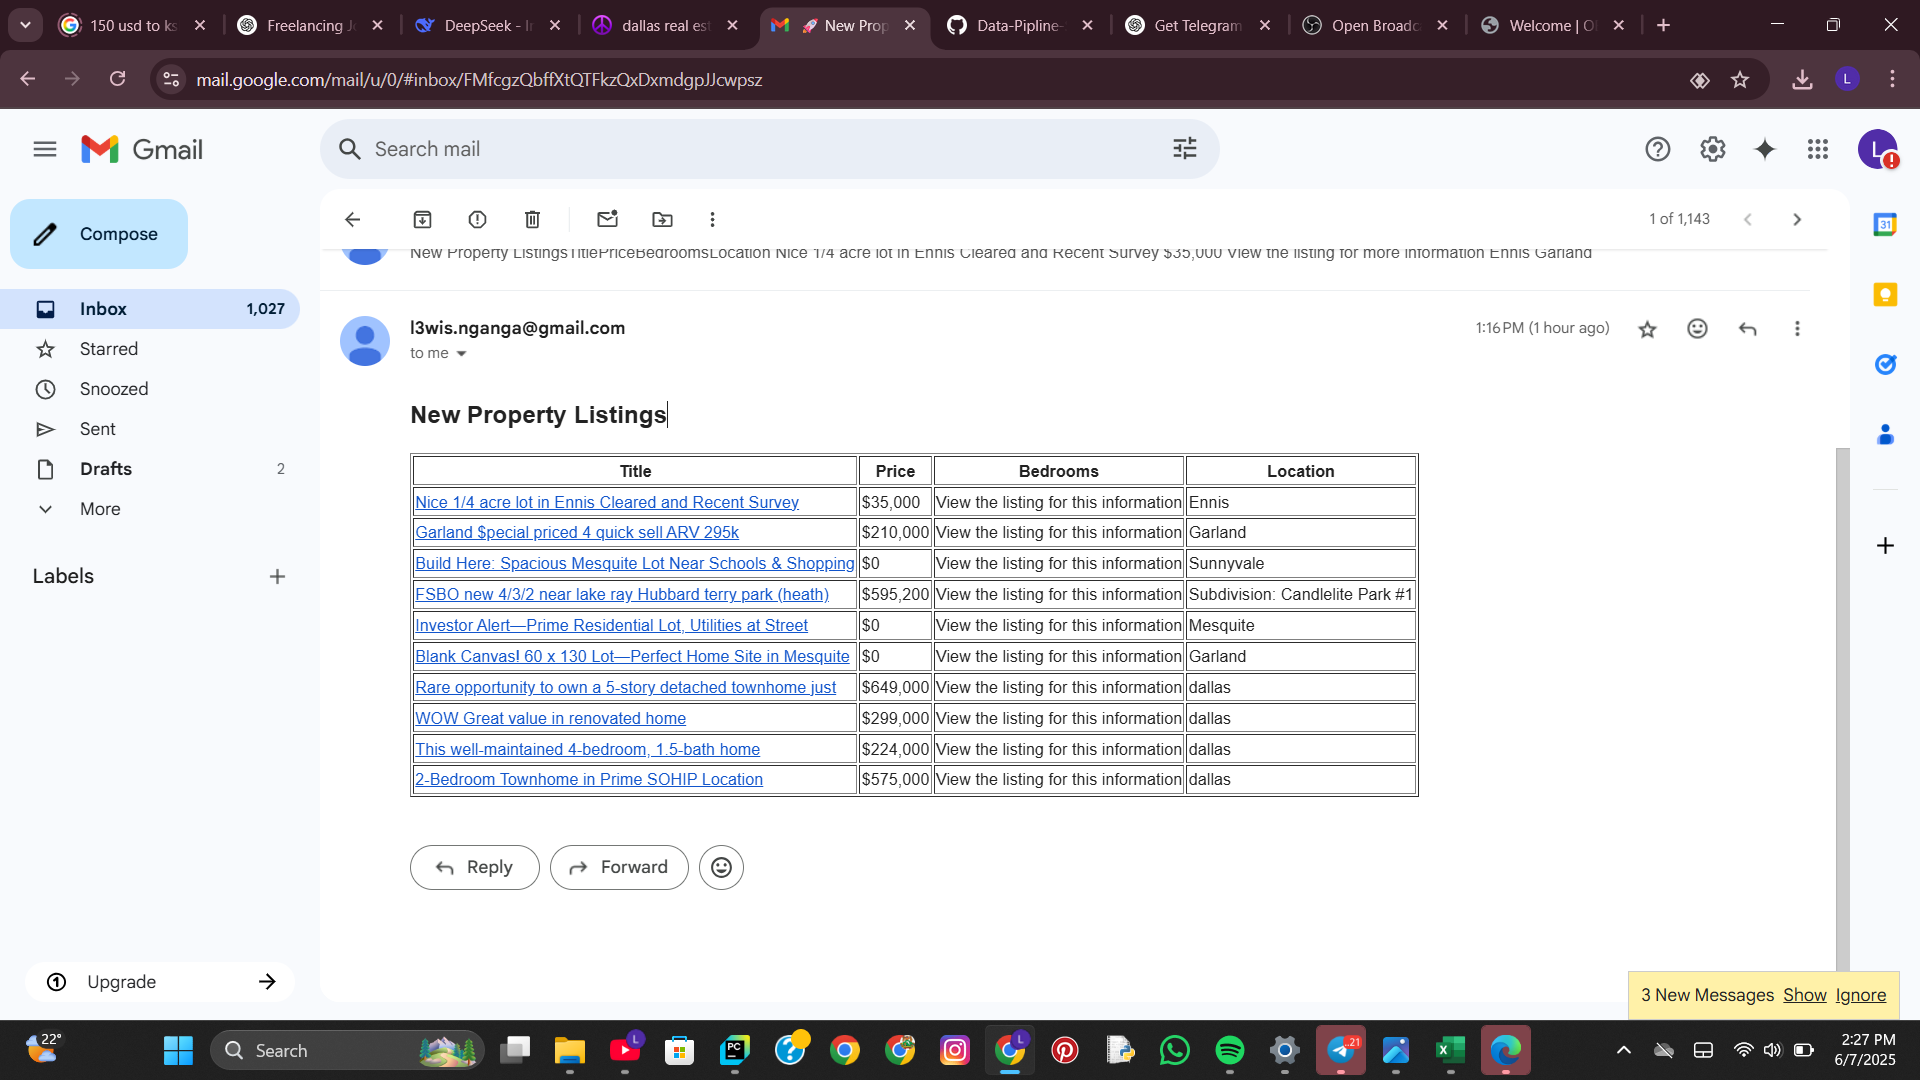 150 usd to ks
Freelancing J
DeepSeek - I
dallas real est
🚀 New Prop
Data-Pipline-
Get Telegram
Open Broadc
Welcome | O
mail.google.com/mail/u/0/#inbox/FMfcgzQbffXtQTFkzQxDxmdgpJJcwpsz
L
Gmail
Search mail
L
Compose
1 of 1,143
31
Inbox 1,027
Starred
Snoozed
Sent
Drafts 2
More
Labels
Upgrade
New Property ListingsTitlePriceBedroomsLocation Nice 1/4 acre lot in Ennis Cleared and Recent Survey $35,000 View the listing for more information Ennis Garland
l3wis.nganga@gmail.com
1:16 PM (1 hour ago)
to me
New Property Listings
Title Price Bedrooms Location
Nice 1/4 acre lot in Ennis Cleared and Recent Survey $35,000 View the listing for this information Ennis
Garland $pecial priced 4 quick sell ARV 295k $210,000 View the listing for this information Garland
Build Here: Spacious Mesquite Lot Near Schools & Shopping $0 View the listing for this information Sunnyvale
FSBO new 4/3/2 near lake ray Hubbard terry park (heath) $595,200 View the listing for this information Subdivision: Candlelite Park #1
Investor Alert—Prime Residential Lot, Utilities at Street $0 View the listing for this information Mesquite
Blank Canvas! 60 x 130 Lot—Perfect Home Site in Mesquite $0 View the listing for this information Garland
Rare opportunity to own a 5-story detached townhome just $649,000 View the listing for this information dallas
WOW Great value in renovated home $299,000 View the listing for this information dallas
This well-maintained 4-bedroom, 1.5-bath home $224,000 View the listing for this information dallas
2-Bedroom Townhome in Prime SOHIP Location $575,000 View the listing for this information dallas
Reply
Forward
3 New Messages Show Ignore
22°
Search
L
PC
L
..21
2:27 PM
6/7/2025